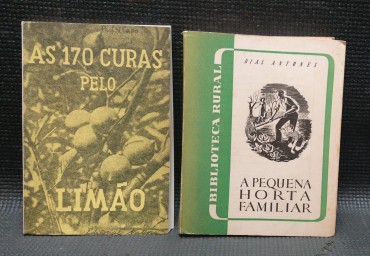 AS 170 CURAS
PELO
LIMÃO
BIBLIOTECA RURAL
DIAS ANTUNES
A PEQUENA
HORTA
FAMILIAR